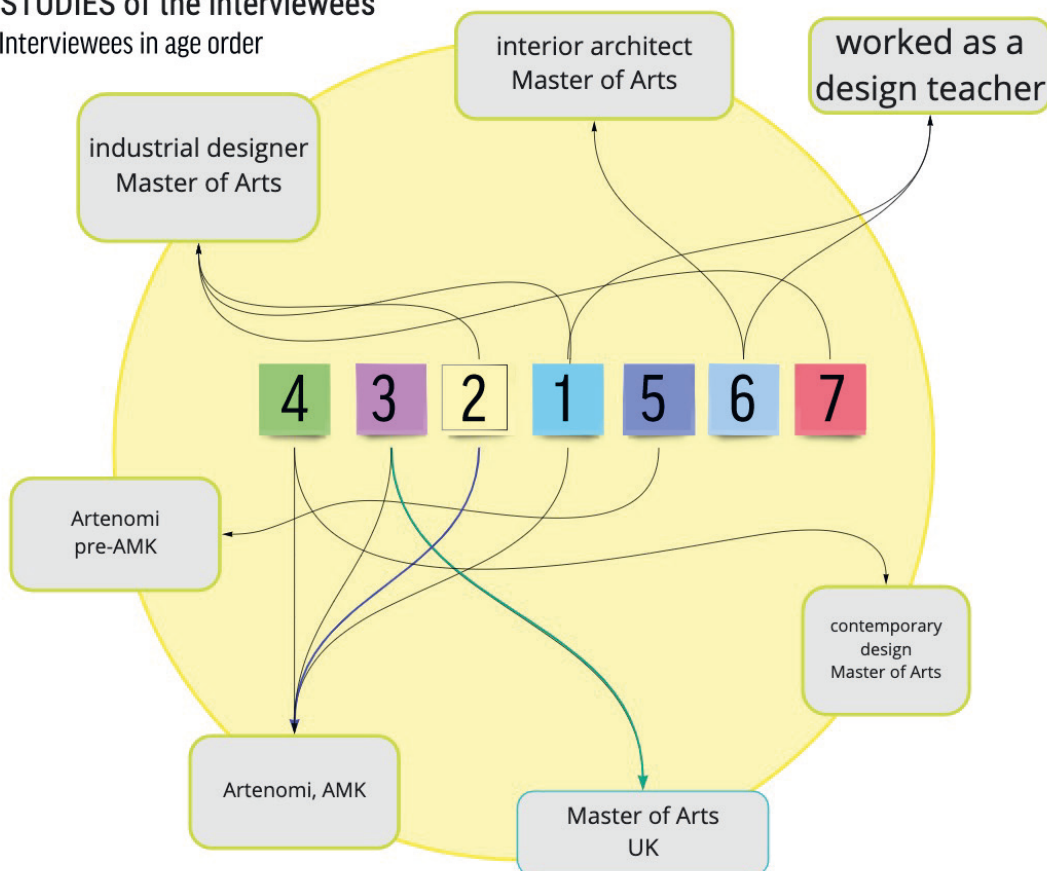 STUDIES of the interviewees
Interviewees in age order
interior architect
Master of Arts
worked as a
design teacher
industrial designer
Master of Arts
4 3 2 1 5 6 7
Artenomi
pre-AMK
contemporary
design
Master of Arts
Artenomi, AMK
Master of Arts
UK